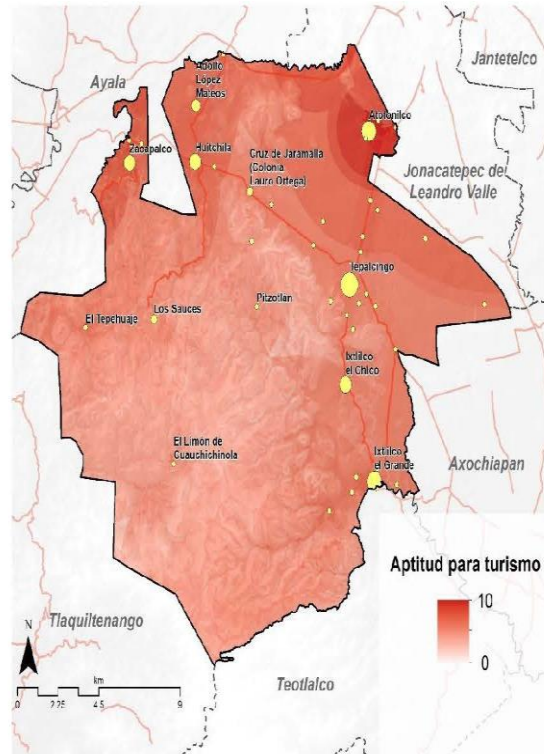 Jantetelco
Ayala
Adolfo
López
Mateos
Atotonilco
Zacapalco
Huitchila
Cruz de Jaramalla
(Colonia
Lauro Ortega)
Jonacatepec de
Leandro Valle
Tepalcingo
El Tepehuaje
Los Sauces
Pitzotlan
Ixtlilco
el Chico
El Limón de
Cuauchichinola
Ixtlilco
el Grande
Axochiapan
Aptitud para turismo
10
0
Tlaquiltenango
N
km
0 2.25 4.5 9
Teotlalco